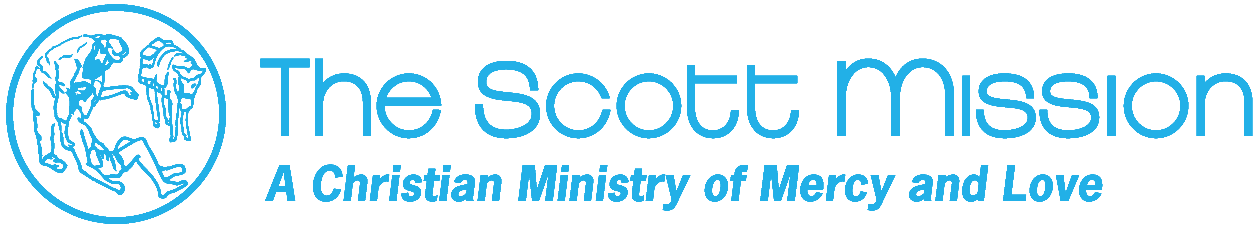 The Scott Mission
A Christian Ministry of Mercy and Love